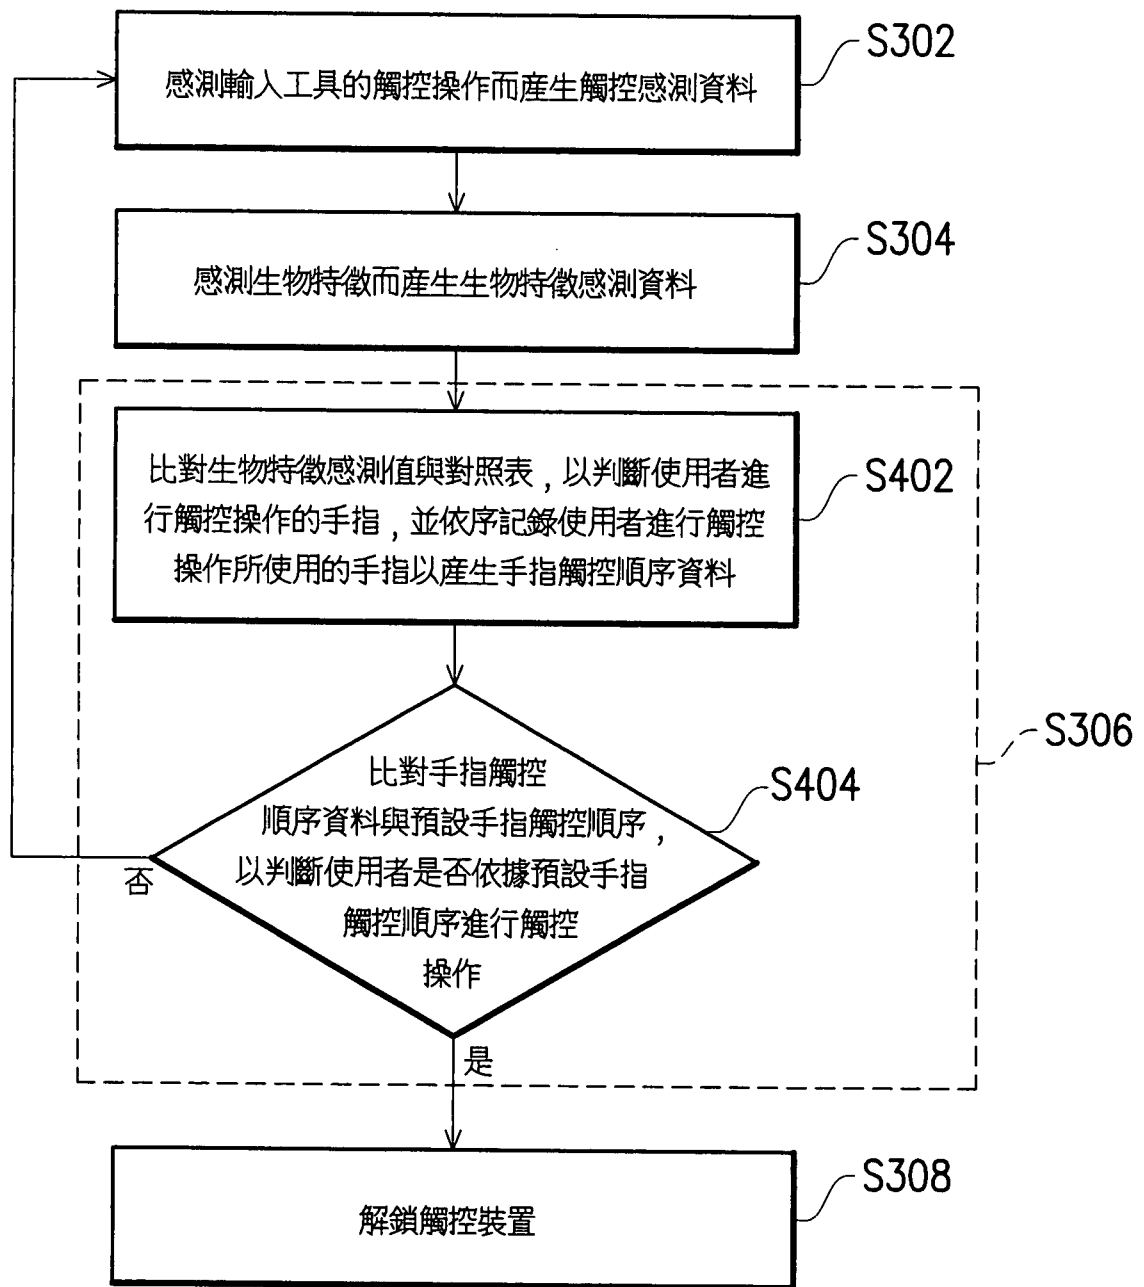 S302
感測輸入工具的觸控操作而產生觸控感測資料
S304
感測生物特徵而產生生物特徵感測資料
比對生物特徵感測值與對照表，以判斷使用者進
S402
行觸控操作的手指，並依序記錄使用者進行觸控
操作所使用的手指以產生手指觸控順序資料
S306
比對手指觸控
S404
順序資料與預設手指觸控順序，
以判斷使用者是否依據預設手指
否
觸控順序進行觸控
操作
是
S308
解鎖觸控裝置